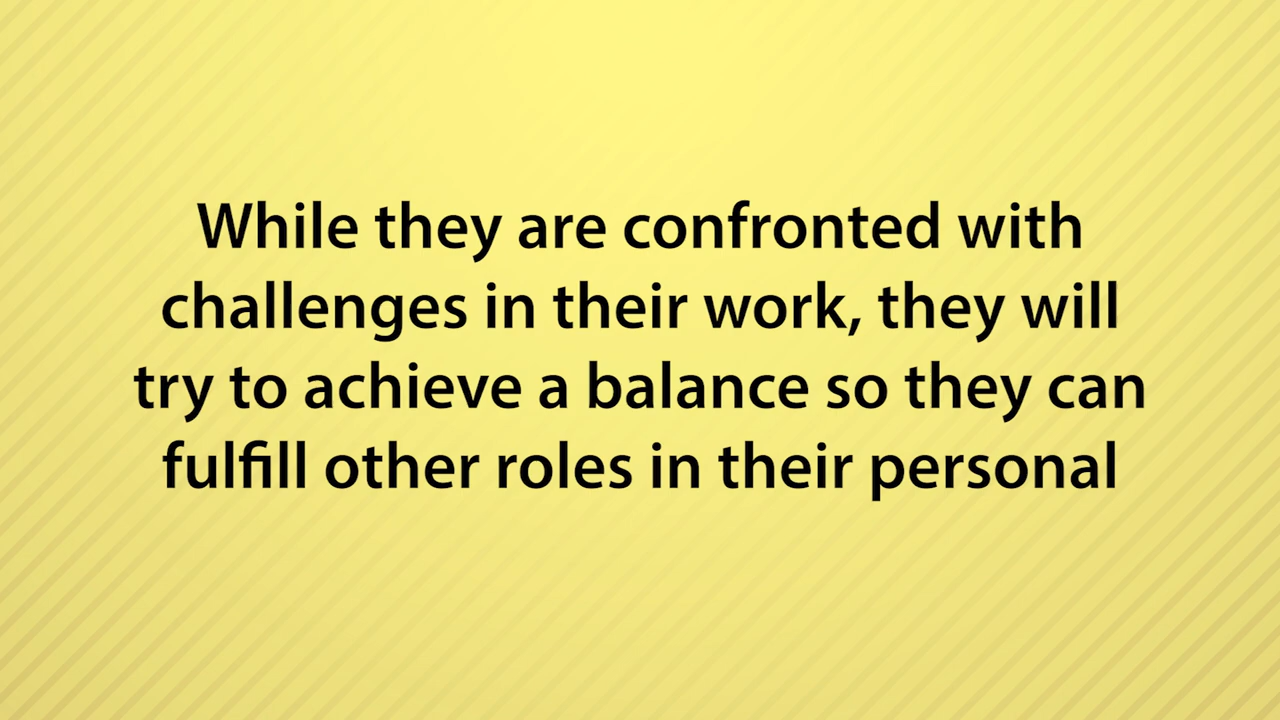 While they are confronted with
challenges in their work, they will
try to achieve a balance so they can
fulfill other roles in their personal